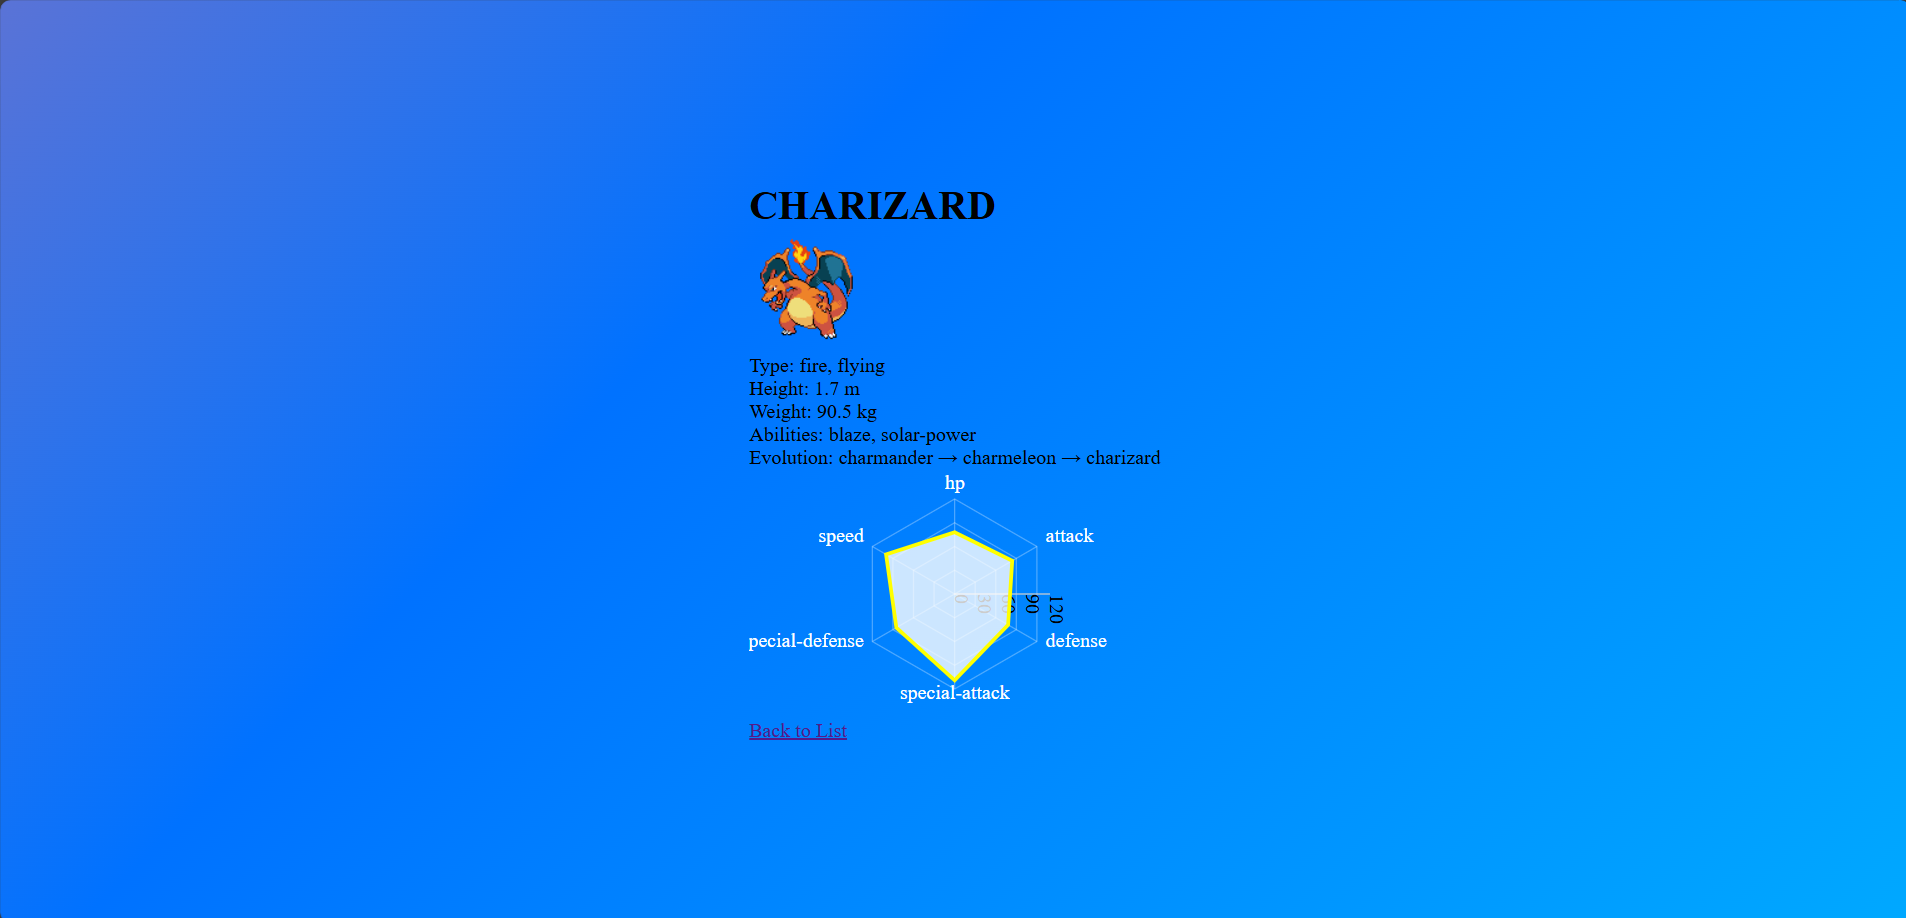 CHARIZARD
Type: fire, flying
Height: 1.7 m
Weight: 90.5 kg
Abilities: blaze, solar-power
Evolution: charmander → charmeleon → charizard
hp
speed
attack
0
30
60
90
120
pecial-defense
defense
special-attack
Back to List